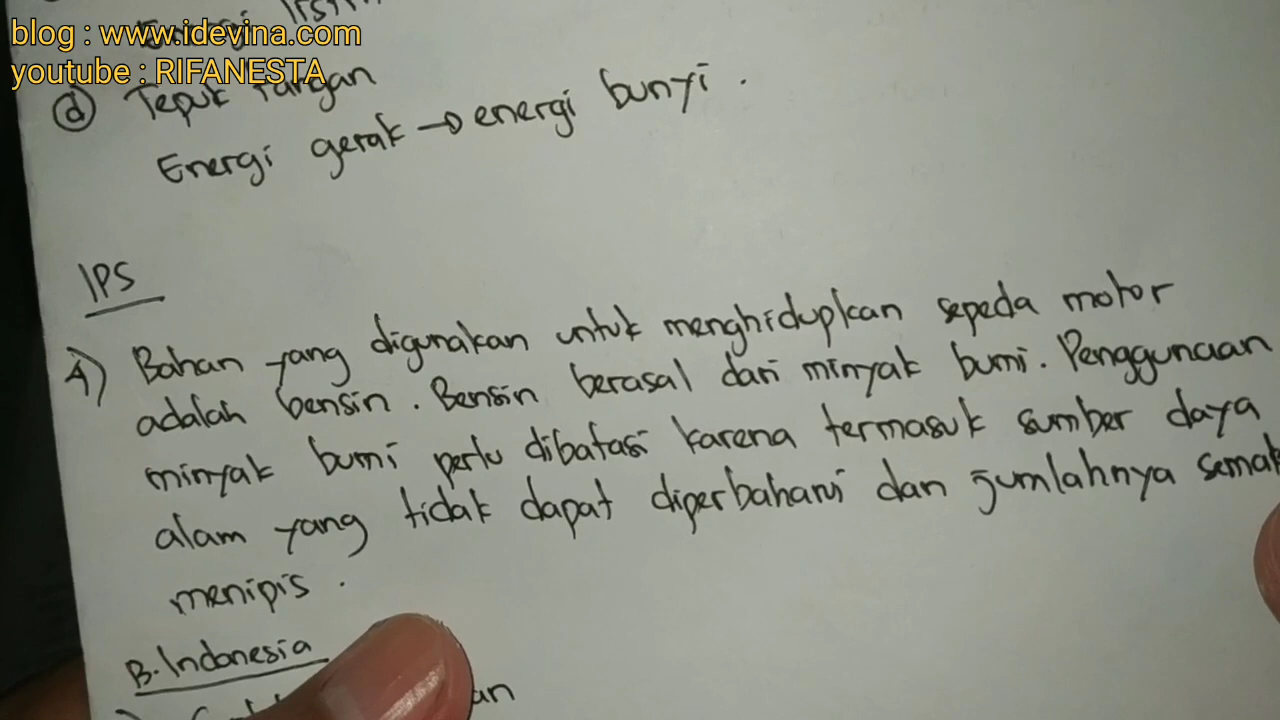 blog : www.idevina.com
youtube : RIFANESTA
Energi
d Tepuk tangan
Energi gerak → energi bunyi .
IPS
4) Bahan yang digunakan untuk menghidupkan sepeda motor
adalah bensin . Bensin berasal dari minyak bumi . Penggunaan
minyak bumi perlu dibatasi karena termasuk sumber daya
alam yang tidak dapat diperbaharui dan jumlahnya semak
menipis .
B. Indonesia